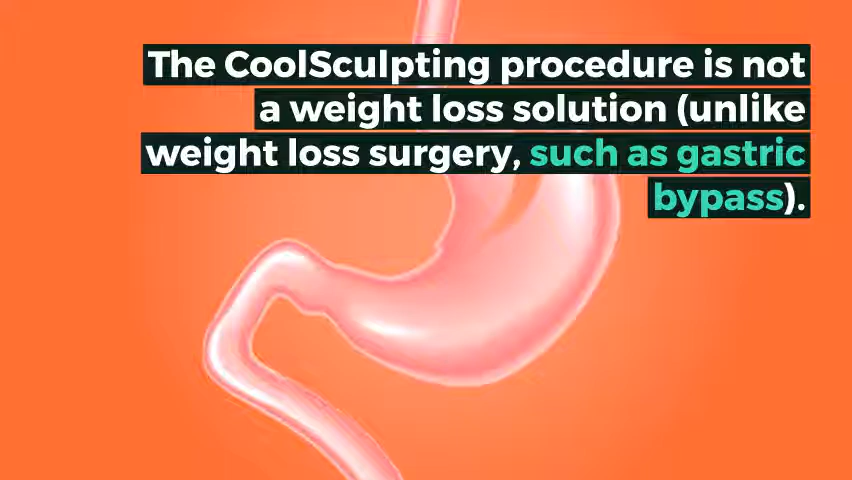 The CoolSculpting procedure is not
a weight loss solution (unlike
weight loss surgery, such as gastric
bypass).